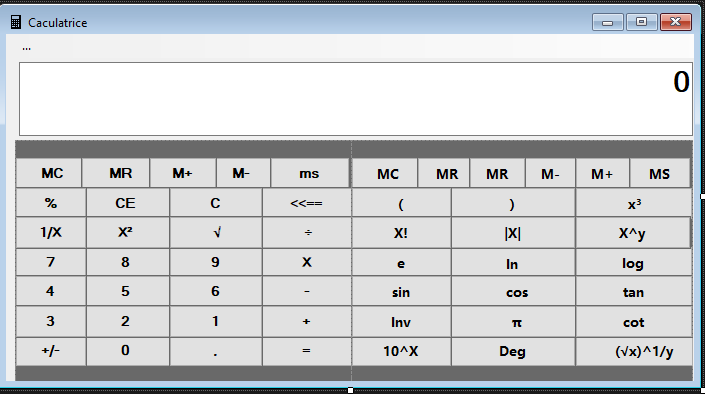 Caculatrice
...
0
MC MR M+ M- ms MC MR MR M- M+ MS
% CE C <<== ( ) x³
1/X X² √ ÷ X! |X| X^y
7 8 9 X e ln log
4 5 6 - sin cos tan
3 2 1 + Inv π cot
+/- 0 . = 10^X Deg (√x)^1/y